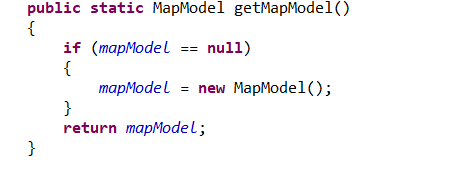 public static MapModel getMapModel()
{
    if (mapModel == null)
    {
        mapModel = new MapModel();
    }
    return mapModel;
}